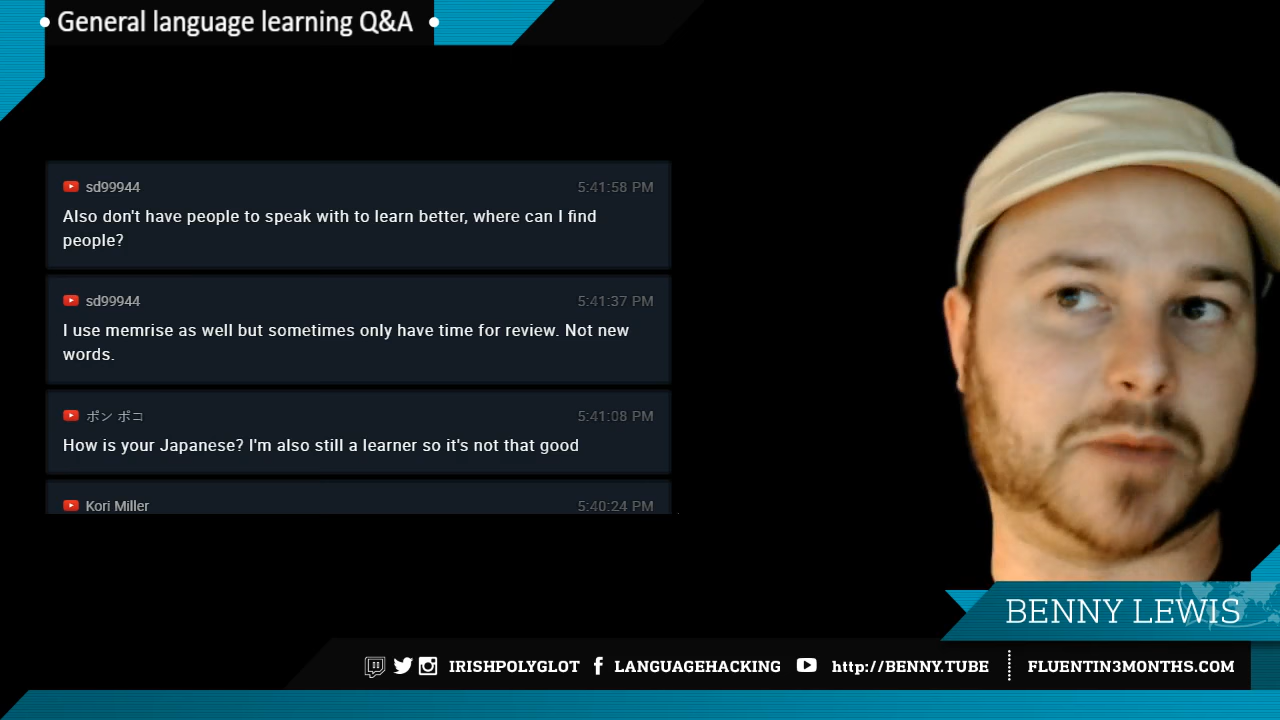 General language learning Q&A
sd99944 5:41:58 PM
Also don't have people to speak with to learn better, where can I find
people?
sd99944 5:41:37 PM
I use memrise as well but sometimes only have time for review. Not new
words.
ポン ポコ 5:41:08 PM
How is your Japanese? I'm also still a learner so it's not that good
Kori Miller 5:40:24 PM
BENNY LEWIS
IRISHPOLYGLOT LANGUAGEHACKING http://BENNY.TUBE FLUENTIN3MONTHS.COM